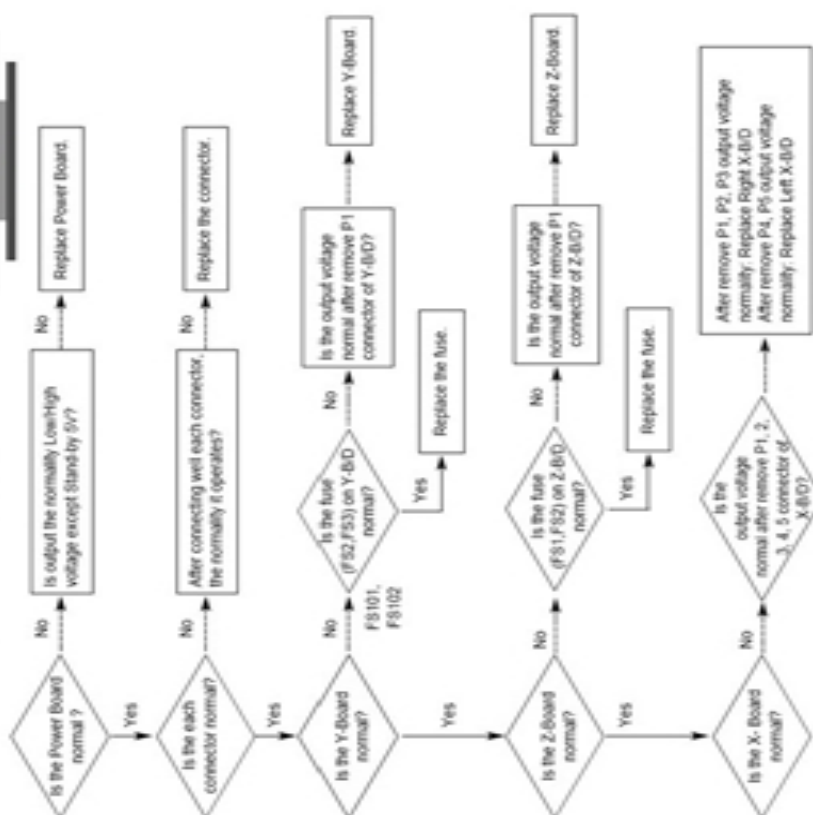 Is the Power Board
normal ?
No
Is output the normality Low/High
voltage except Stand-by 5V?
No
Replace Power Board.
Yes
Is the each
connector normal?
No
After connecting well each connector,
the normality it operates?
No
Replace the connector.
Yes
Is the Y-Board
normal?
No
FS101,
FS102
Is the fuse
(FS2,FS3) on Y-B/D
normal?
No
Is the output voltage
normal after remove P1
connector of Y-B/D?
Replace Y-Board.
Yes
Replace the fuse.
Yes
Is the Z-Board
normal?
No
Is the fuse
(FS1,FS2) on Z-B/D
normal?
No
Is the output voltage
normal after remove P1
connector of Z-B/D?
Replace Z-Board.
Yes
Replace the fuse.
Yes
Is the X- Board
normal?
No
Is the
output voltage
normal after remove P1, 2,
3, 4, 5 connector of
X-B/D?
After remove P1, P2, P3 output voltage
normality: Replace Right X-B/D
After remove P4, P5 output voltage
normality: Replace Left X-B/D